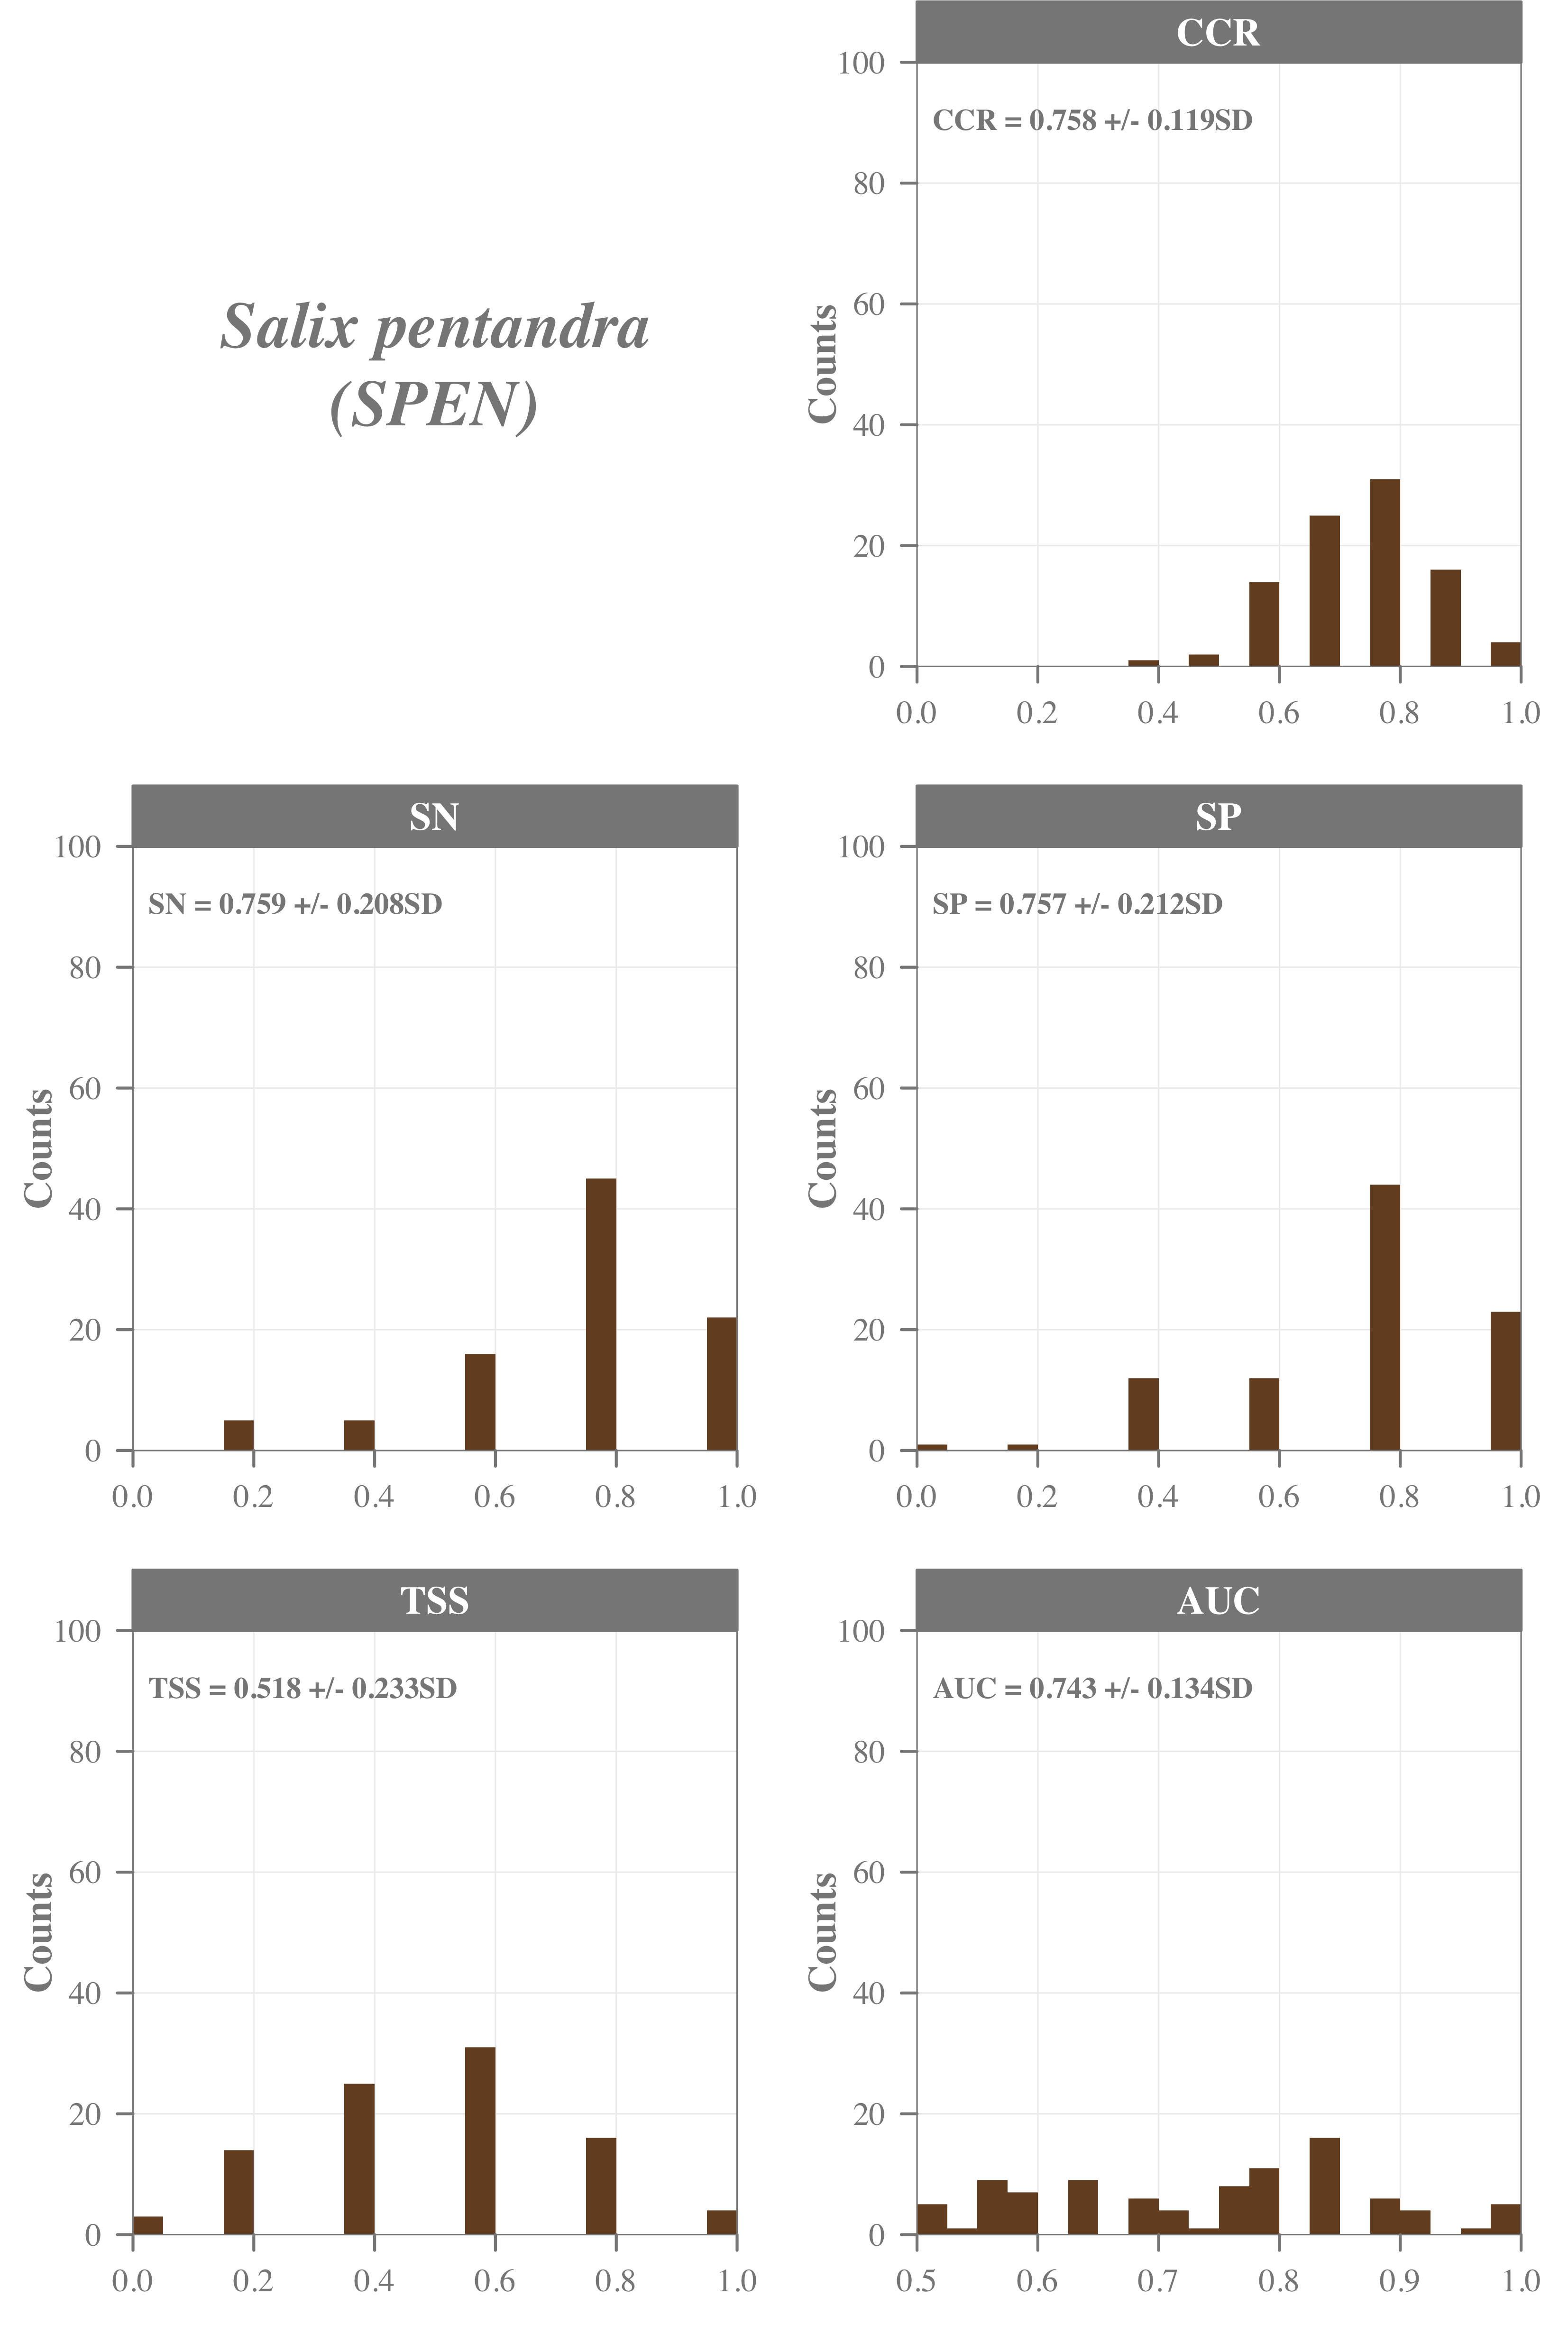 Salix pentandra
(SPEN)
CCR
CCR = 0.758 +/- 0.119SD
Counts
100
80
60
40
20
0
0.0 0.2 0.4 0.6 0.8 1.0
SN
SN = 0.759 +/- 0.208SD
Counts
100
80
60
40
20
0
0.0 0.2 0.4 0.6 0.8 1.0
SP
SP = 0.757 +/- 0.212SD
Counts
100
80
60
40
20
0
0.0 0.2 0.4 0.6 0.8 1.0
TSS
TSS = 0.518 +/- 0.233SD
Counts
100
80
60
40
20
0
0.0 0.2 0.4 0.6 0.8 1.0
AUC
AUC = 0.743 +/- 0.134SD
Counts
100
80
60
40
20
0
0.5 0.6 0.7 0.8 0.9 1.0